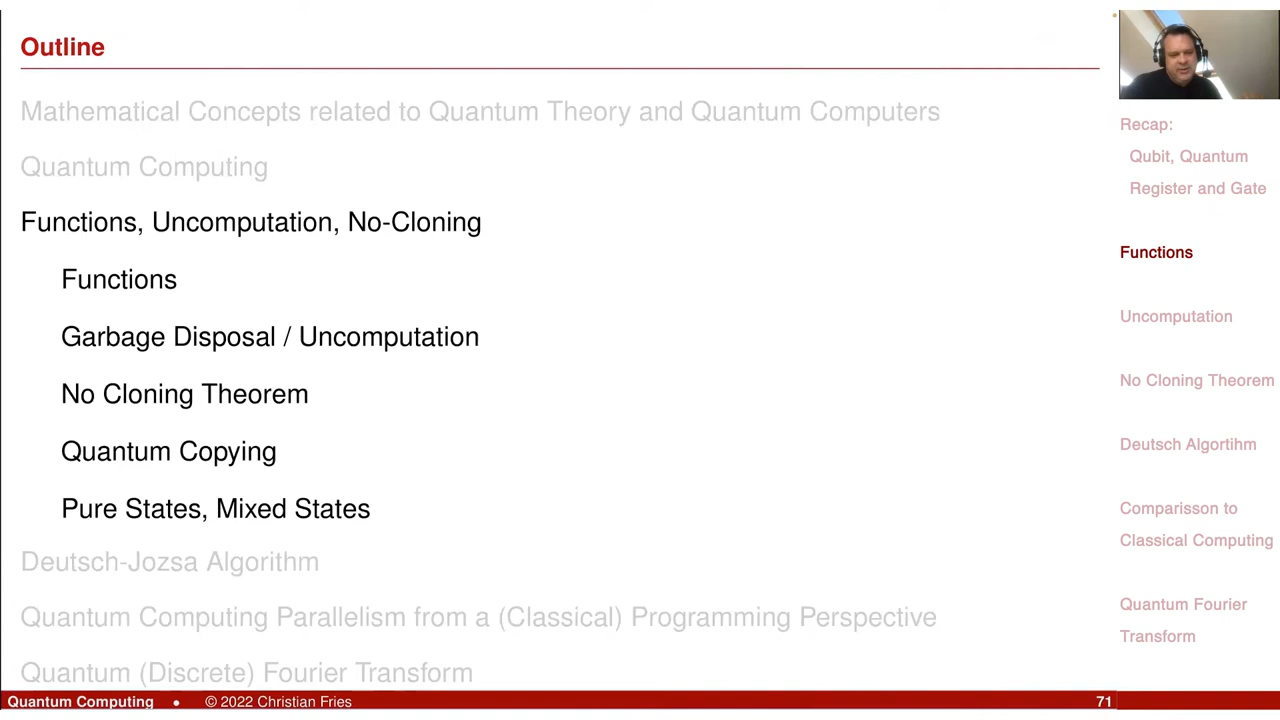 Outline
Mathematical Concepts related to Quantum Theory and Quantum Computers
Quantum Computing
Functions, Uncomputation, No-Cloning
Functions
Garbage Disposal / Uncomputation
No Cloning Theorem
Quantum Copying
Pure States, Mixed States
Deutsch-Jozsa Algorithm
Quantum Computing Parallelism from a (Classical) Programming Perspective
Quantum (Discrete) Fourier Transform
Recap:
Qubit, Quantum
Register and Gate
Functions
Uncomputation
No Cloning Theorem
Deutsch Algortihm
Comparisson to
Classical Computing
Quantum Fourier
Transform
Quantum Computing • © 2022 Christian Fries 71